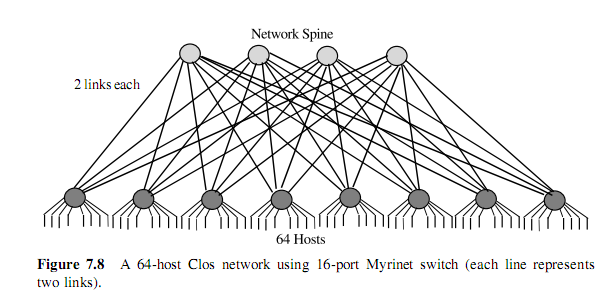 Network Spine
2 links each
64 Hosts
Figure 7.8 A 64-host Clos network using 16-port Myrinet switch (each line represents
two links).